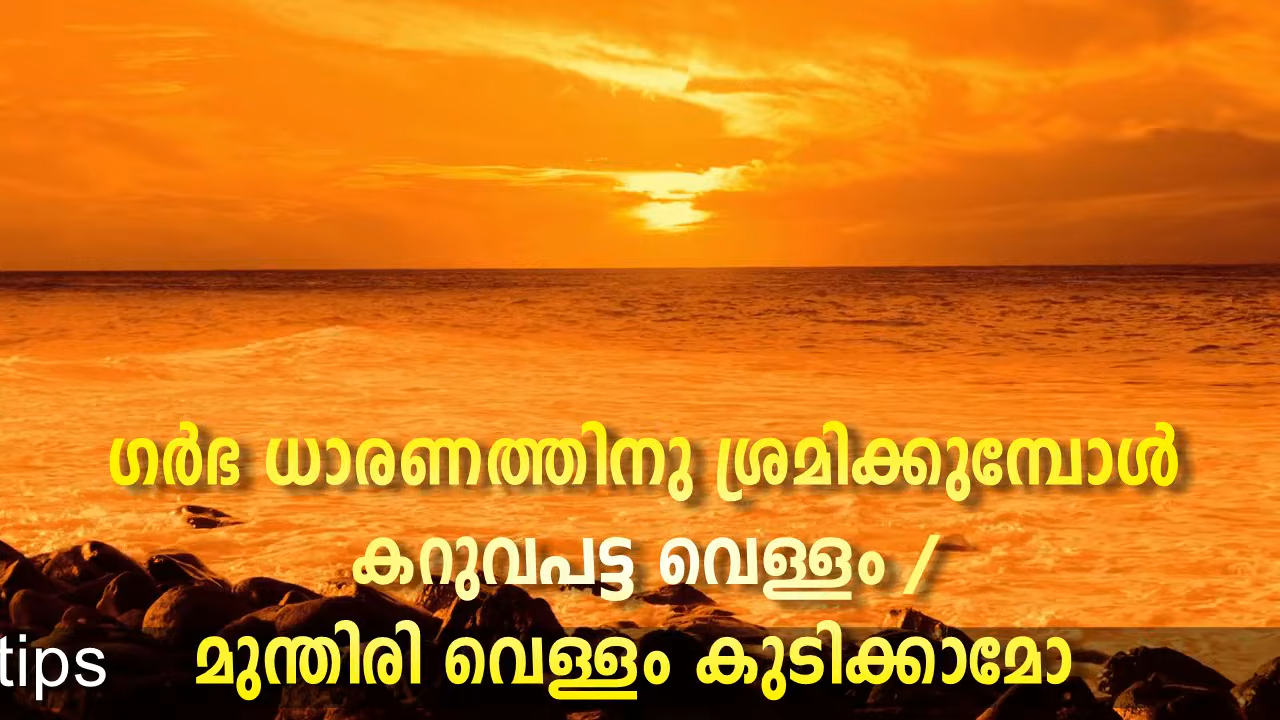 ഗർഭ ധാരണത്തിനു ശ്രമിക്കുമ്പോൾ
കറുവപട്ട വെള്ളം /
മുന്തിരി വെള്ളം കുടിക്കാമോ
tips